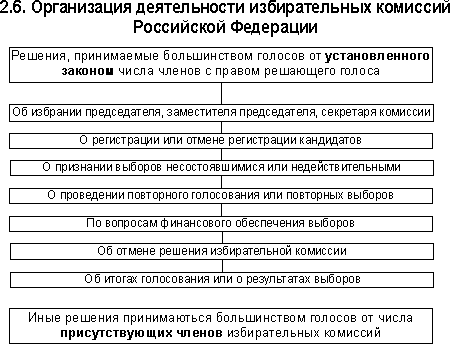 2.6. Организация деятельности избирательных комиссий
Российской Федерации
Решения, принимаемые большинством голосов от установленного
законом числа членов с правом решающего голоса
Об избрании председателя, заместителя председателя, секретаря комиссии
О регистрации или отмене регистрации кандидатов
О признании выборов несостоявшимися или недействительными
О проведении повторного голосования или повторных выборов
По вопросам финансового обеспечения выборов
Об отмене решения избирательной комиссии
Об итогах голосования или о результатах выборов
Иные решения принимаются большинством голосов от числа
присутствующих членов избирательных комиссий